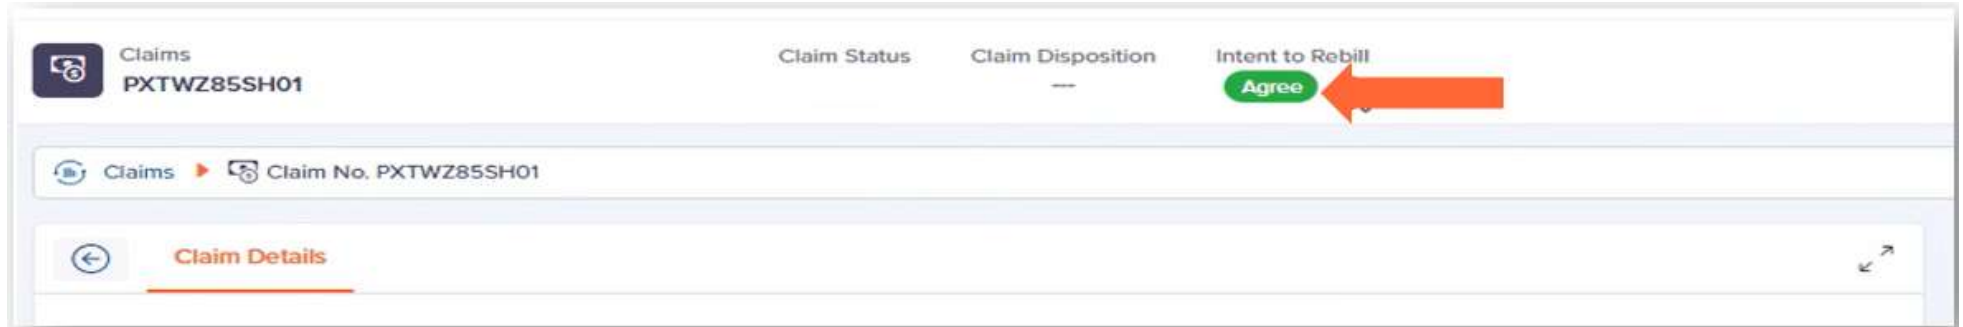 Claims
PXTWZ85SH01
Claim Status
Claim Disposition
---
Intent to Rebill
Agree
Claims Claim No. PXTWZ85SH01
Claim Details